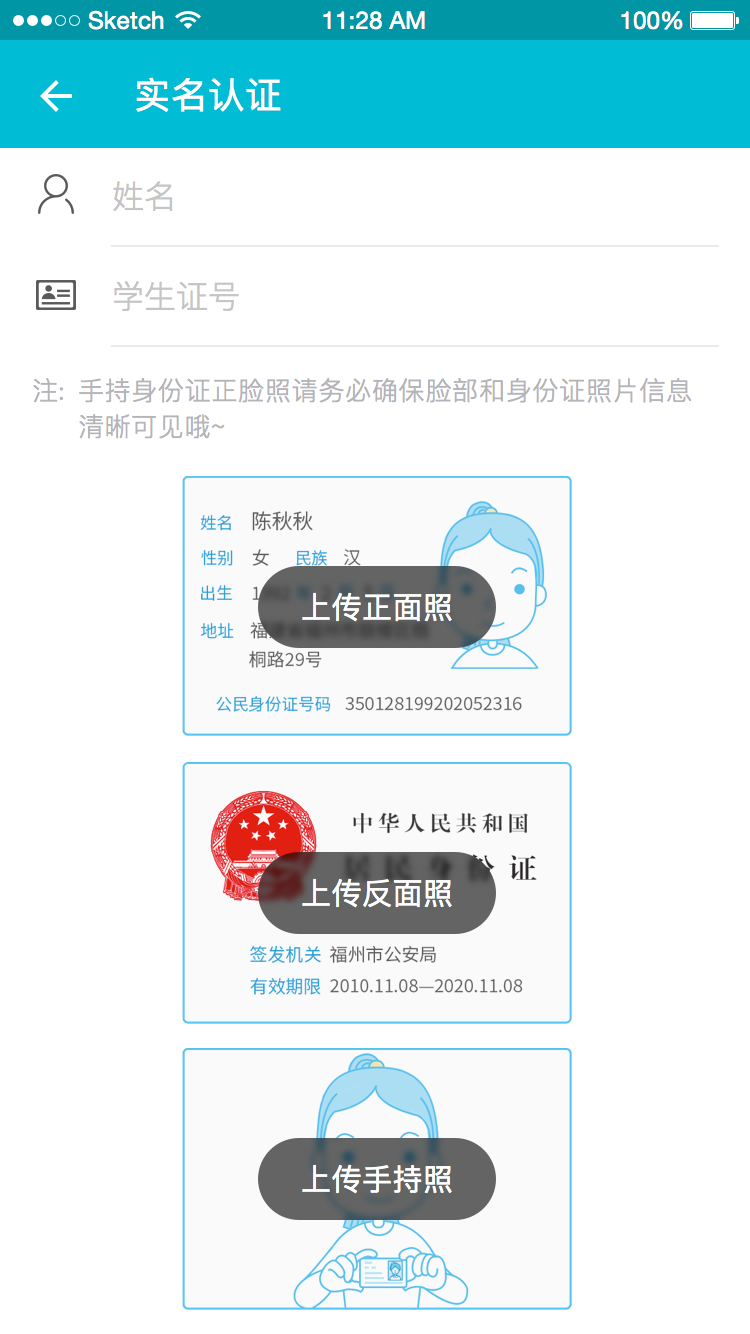 Sketch 11:28 AM 100%
实名认证
姓名
学生证号
注: 手持身份证正脸照请务必确保脸部和身份证照片信息
清晰可见哦~
姓名 陈秋秋
性别 女 民族 汉
出生
上传正面照
地址 福
桐路29号
公民身份证号码 350128199202052316
中华人民共和国
居民身份证
上传反面照
签发机关 福州市公安局
有效期限 2010.11.08—2020.11.08
上传手持照